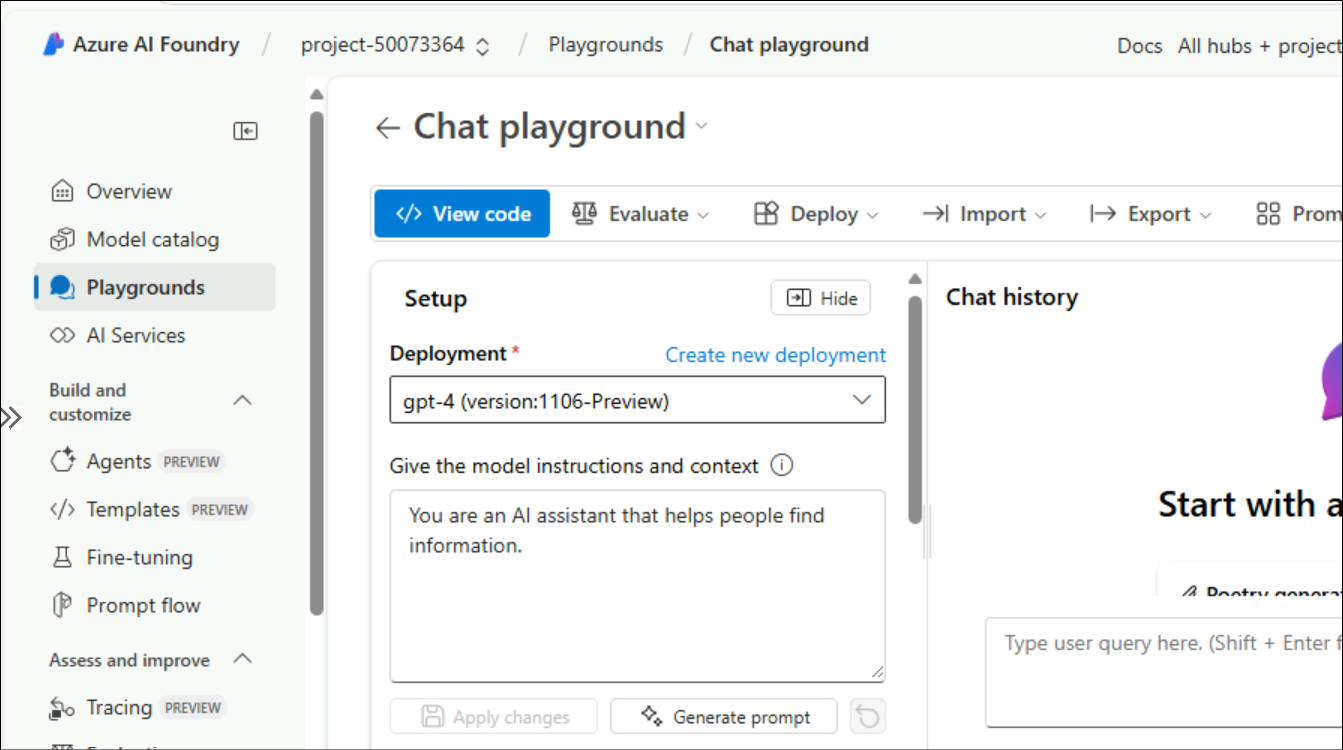 Azure AI Foundry / project-50073364 / Playgrounds / Chat playground Docs All hubs + project
Chat playground
Overview
Model catalog
Playgrounds
AI Services
Build and
customize
Agents PREVIEW
Templates PREVIEW
Fine-tuning
Prompt flow
Assess and improve
Tracing PREVIEW
View code Evaluate Deploy Import Export Prom
Setup
Hide
Deployment *
Create new deployment
gpt-4 (version:1106-Preview)
Give the model instructions and context
You are an AI assistant that helps people find
information.
Apply changes
Generate prompt
Chat history
Start with a
Poetry genera
Type user query here. (Shift + Enter f